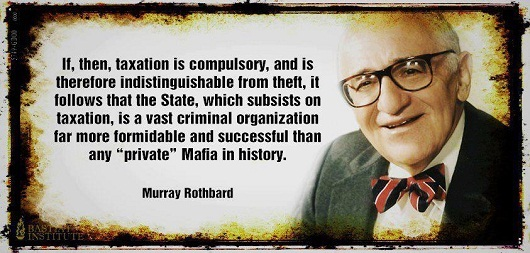 If, then, taxation is compulsory, and is
therefore indistinguishable from theft, it
follows that the State, which subsists on
taxation, is a vast criminal organization
far more formidable and successful than
any “private” Mafia in history.
Murray Rothbard
BASTIAT
INSTITUTE